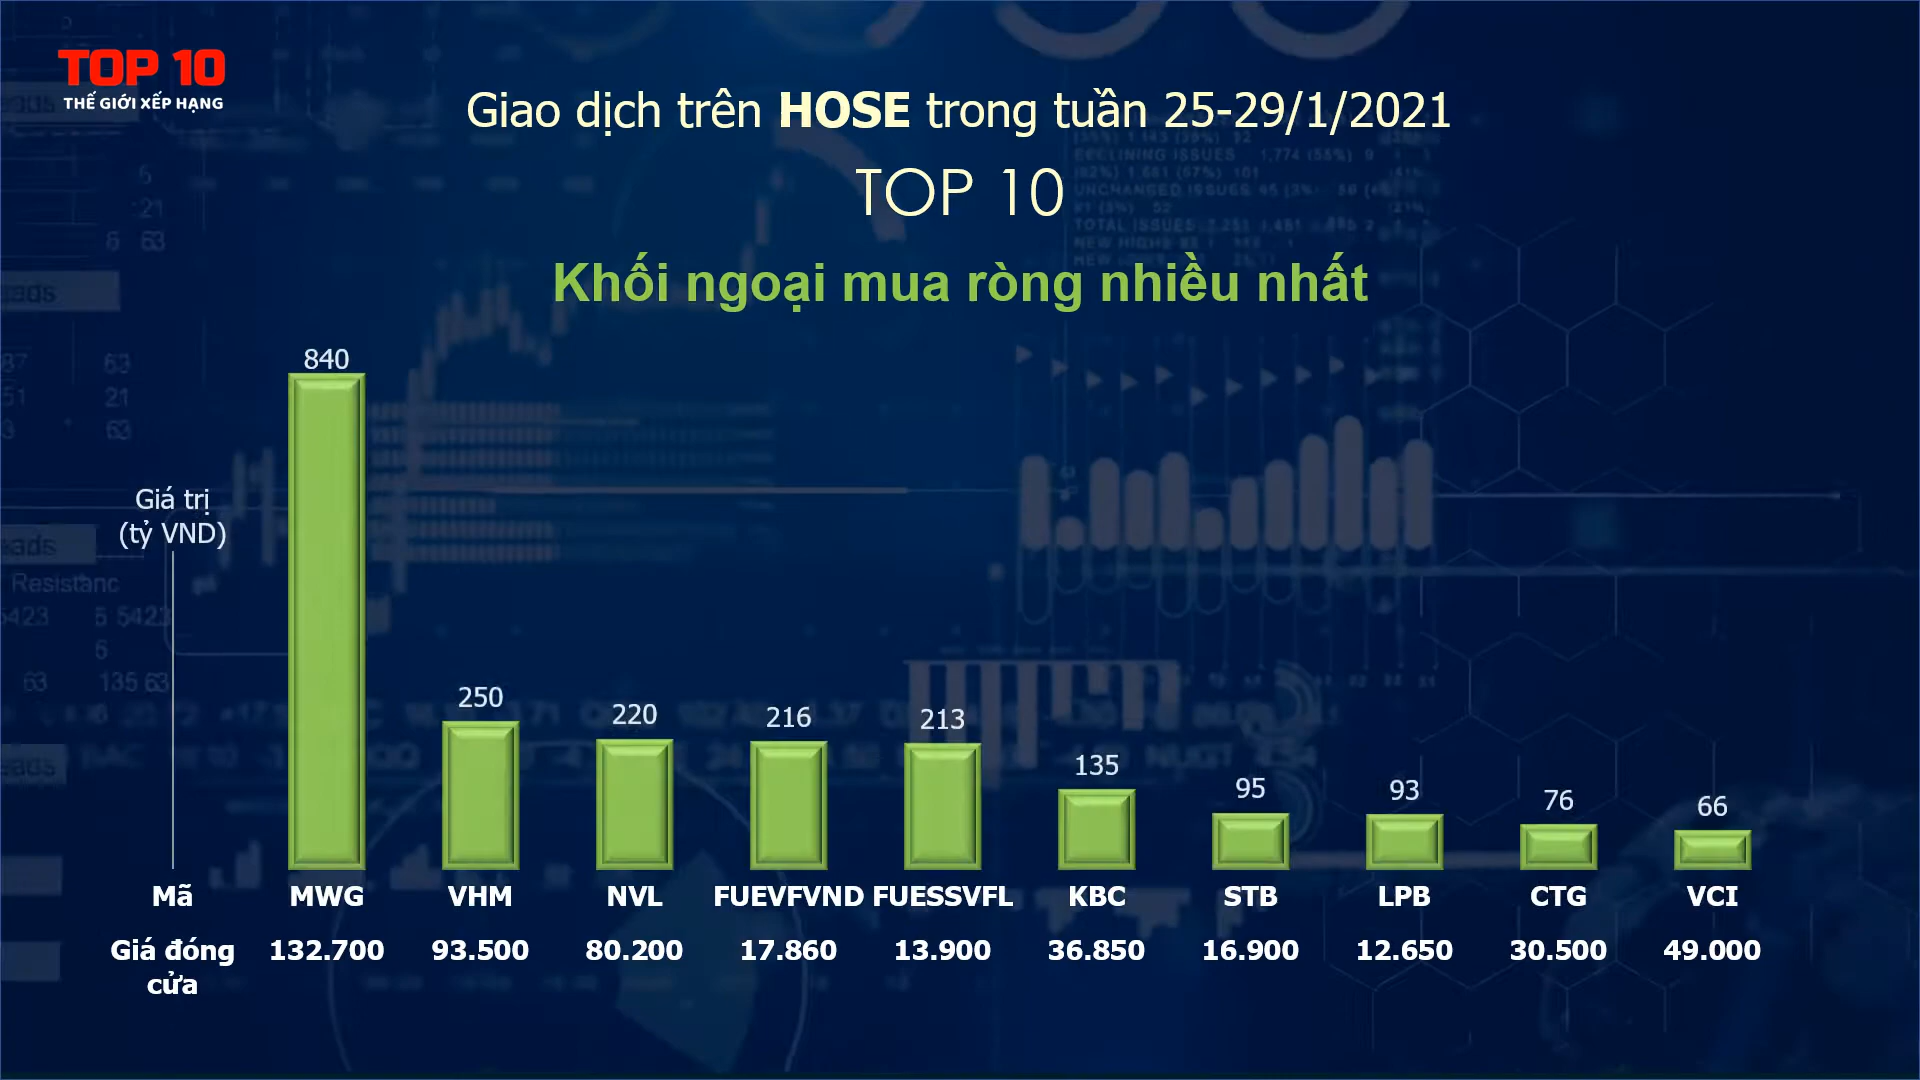 TOP 10
THẾ GIỚI XẾP HẠNG
Giao dịch trên HOSE trong tuần 25-29/1/2021
TOP 10
Khối ngoại mua ròng nhiều nhất
Giá trị
(tỷ VND)
840 250 220 216 213 135 95 93 76 66
Mã MWG VHM NVL FUEVFVND FUESSVFL KBC STB LPB CTG VCI
Giá đóng cửa 132.700 93.500 80.200 17.860 13.900 36.850 16.900 12.650 30.500 49.000